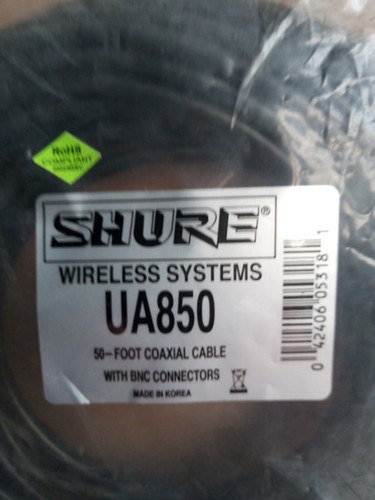 RoHS
COMPLIANT
SHURE®
WIRELESS SYSTEMS
UA850
50-FOOT COAXIAL CABLE
WITH BNC CONNECTORS
MADE IN KOREA
0 42406 05318 1